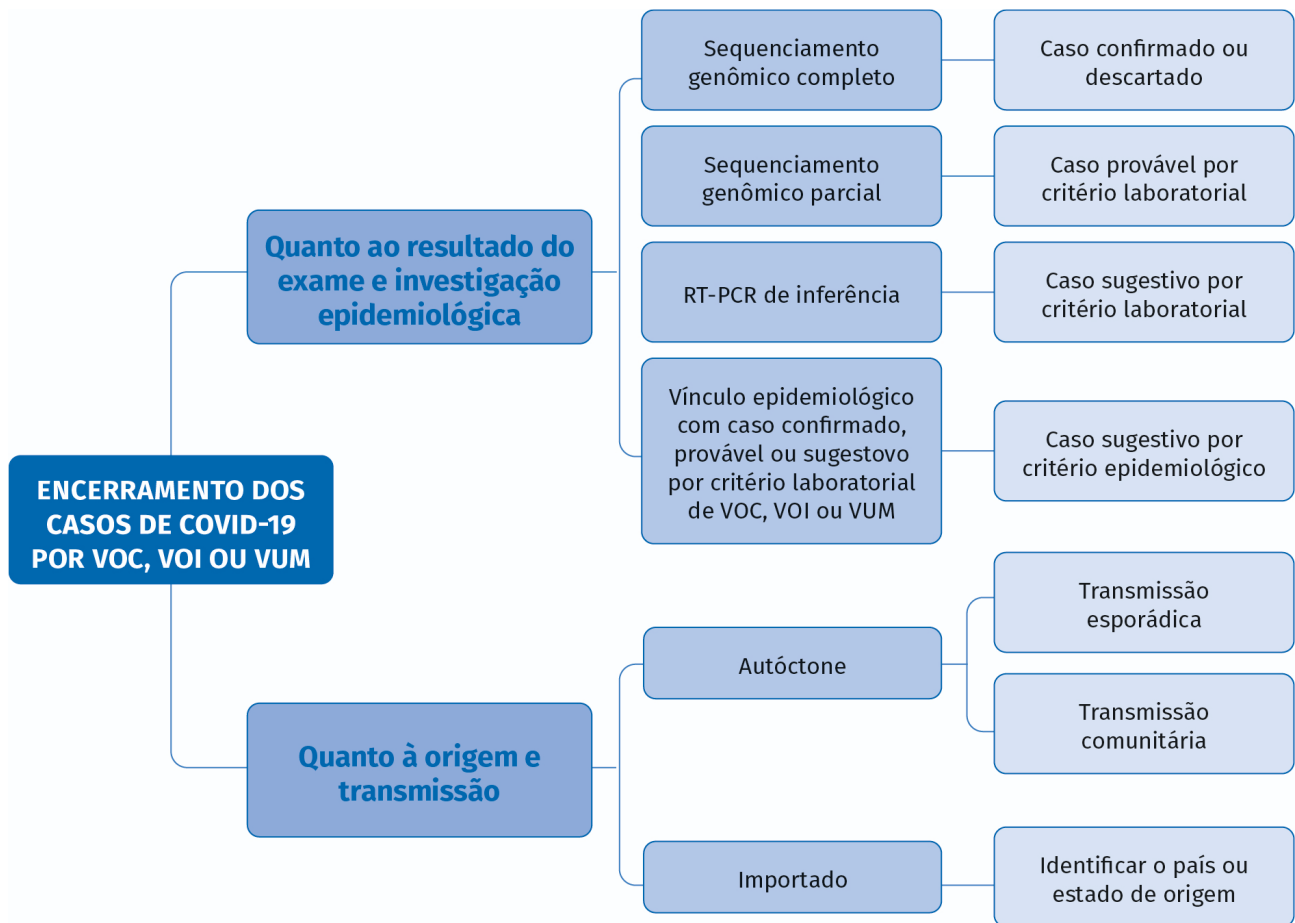 Sequenciamento
genômico completo
Caso confirmado ou
descartado
Sequenciamento
genômico parcial
Caso provável por
critério laboratorial
Quanto ao resultado do
exame e investigação
epidemiológica
RT-PCR de inferência
Caso sugestivo por
critério laboratorial
Vínculo epidemiológico
com caso confirmado,
provável ou sugestovo
por critério laboratorial
de VOC, VOI ou VUM
Caso sugestivo por
critério epidemiológico
ENCERRAMENTO DOS
CASOS DE COVID-19
POR VOC, VOI OU VUM
Quanto à origem e
transmissão
Autóctone
Transmissão
esporádica
Transmissão
comunitária
Importado
Identificar o país ou
estado de origem